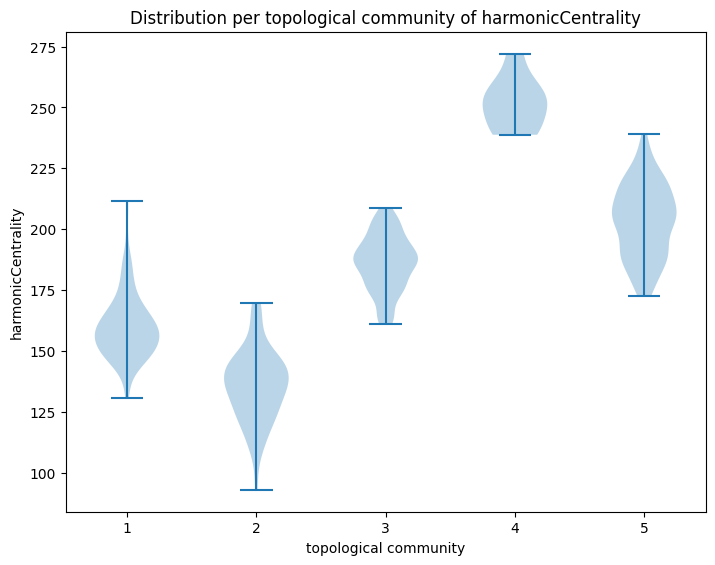 Distribution per topological community of harmonicCentrality
275
250
225
200
175
150
125
100
harmonicCentrality
1 2 3 4 5
topological community